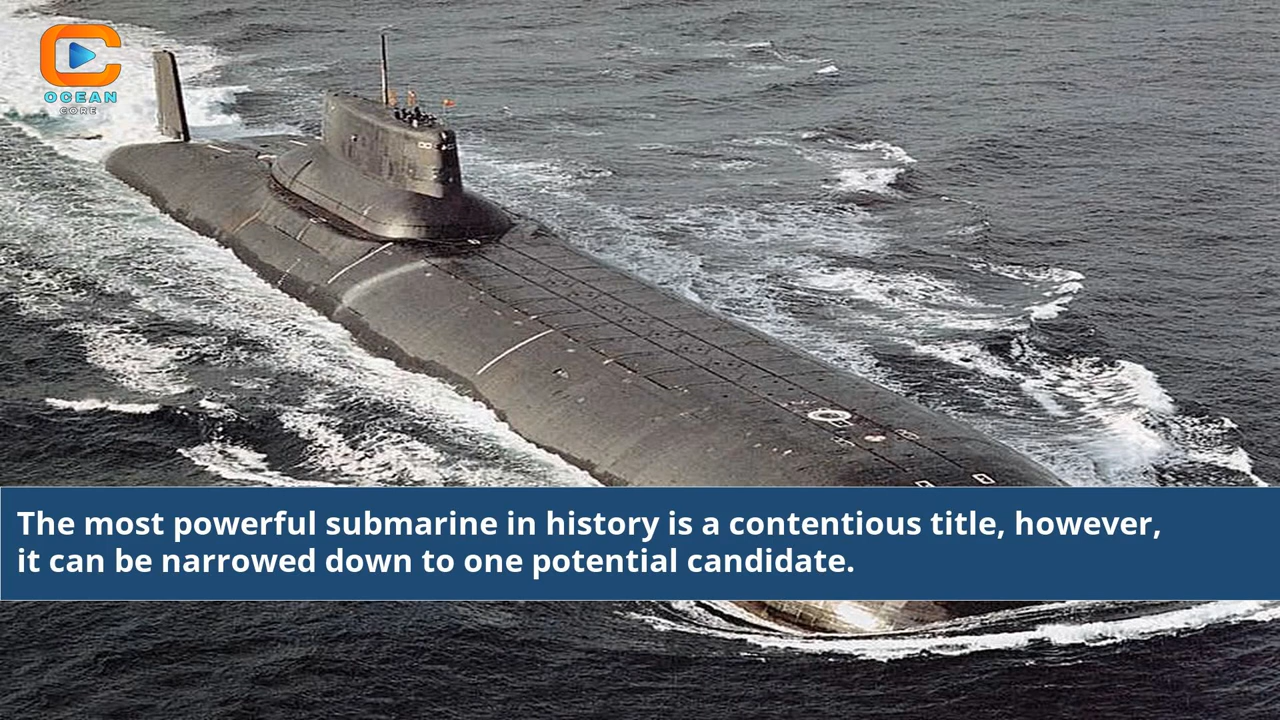 OCEAN
CORE
The most powerful submarine in history is a contentious title, however,
it can be narrowed down to one potential candidate.